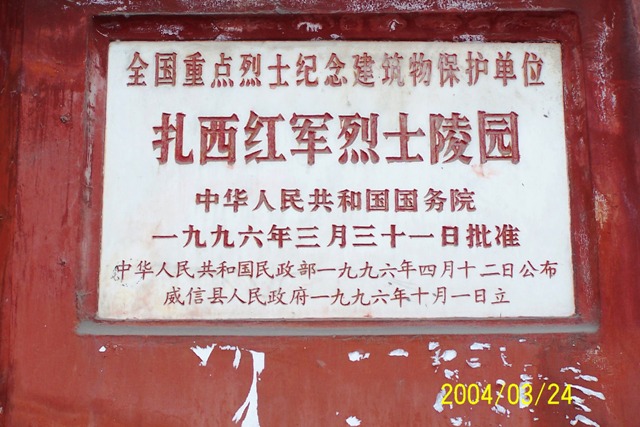 全国重点烈士纪念建筑物保护单位
扎西红军烈士陵园
中华人民共和国国务院
一九九六年三月三十一日批准
中华人民共和国民政部一九九六年四月十二日公布
威信县人民政府一九九六年十月一日立
2004/03/24